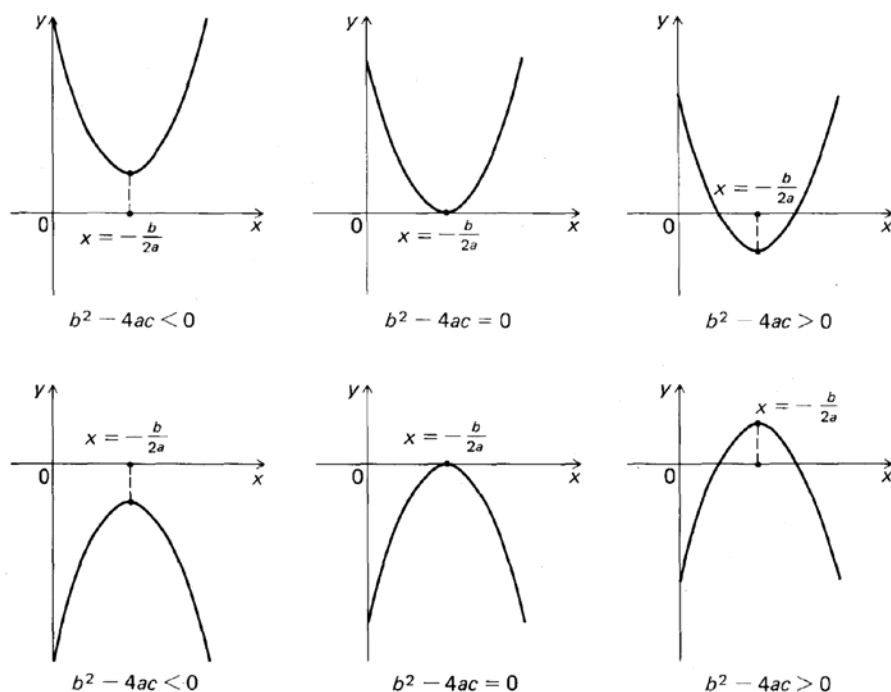 y y y
x = −b/2a
0 x 0 x 0 x
x = −b/2a x = −b/2a
b² − 4ac < 0 b² − 4ac = 0 b² − 4ac > 0
y y y
x = −b/2a
x = −b/2a x = −b/2a
0 x 0 x 0 x
b² − 4ac < 0 b² − 4ac = 0 b² − 4ac > 0